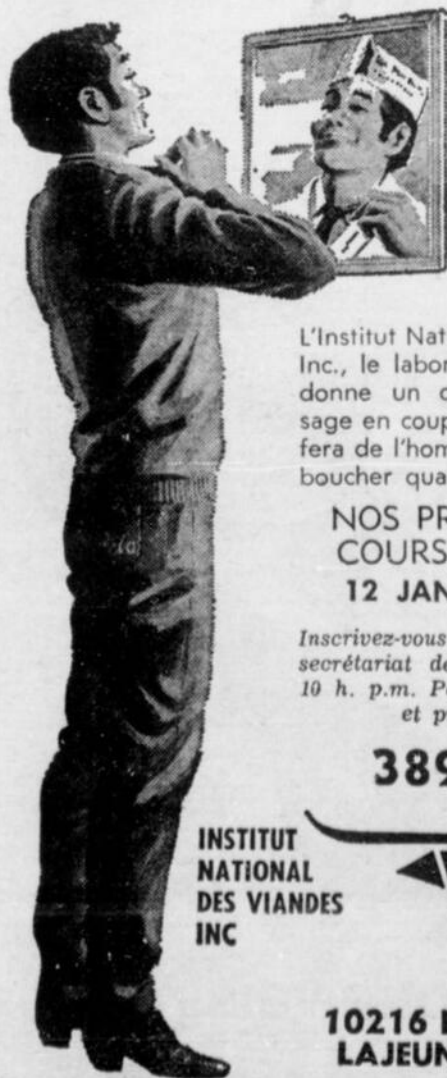 L'Institut Nat
Inc., le labor
donne un c
sage en coup
fera de l'hom
boucher qua
NOS PR
COURS
12 JAN
Inscrivez-vous
secrétariat de
10 h. p.m. P
et p
389
INSTITUT
NATIONAL
DES VIANDES
INC
10216
LAJEUN